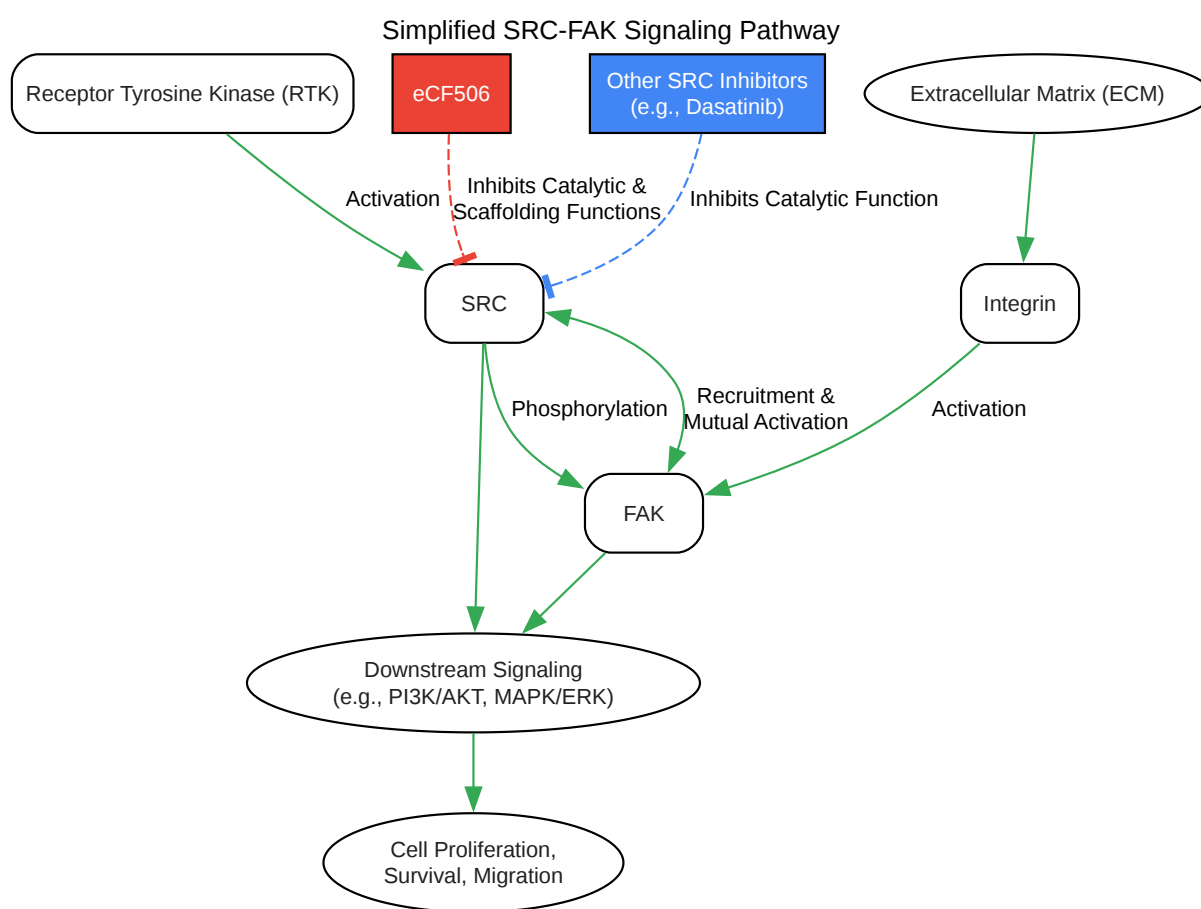 Simplified SRC-FAK Signaling Pathway
Receptor Tyrosine Kinase (RTK)
eCF506
Other SRC Inhibitors
(e.g., Dasatinib)
Extracellular Matrix (ECM)
Activation
Inhibits Catalytic &
Scaffolding Functions
Inhibits Catalytic Function
SRC
Integrin
Phosphorylation
Recruitment &
Mutual Activation
Activation
FAK
Downstream Signaling
(e.g., PI3K/AKT, MAPK/ERK)
Cell Proliferation,
Survival, Migration